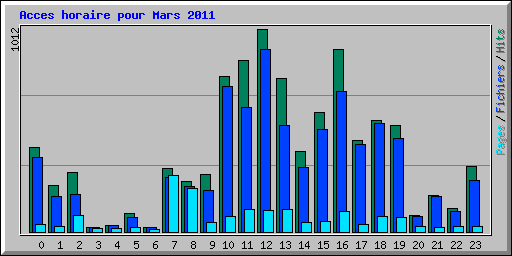 Acces horaire pour Mars 2011
1012
Pages / Fichiers / Hits
0 1 2 3 4 5 6 7 8 9 10 11 12 13 14 15 16 17 18 19 20 21 22 23